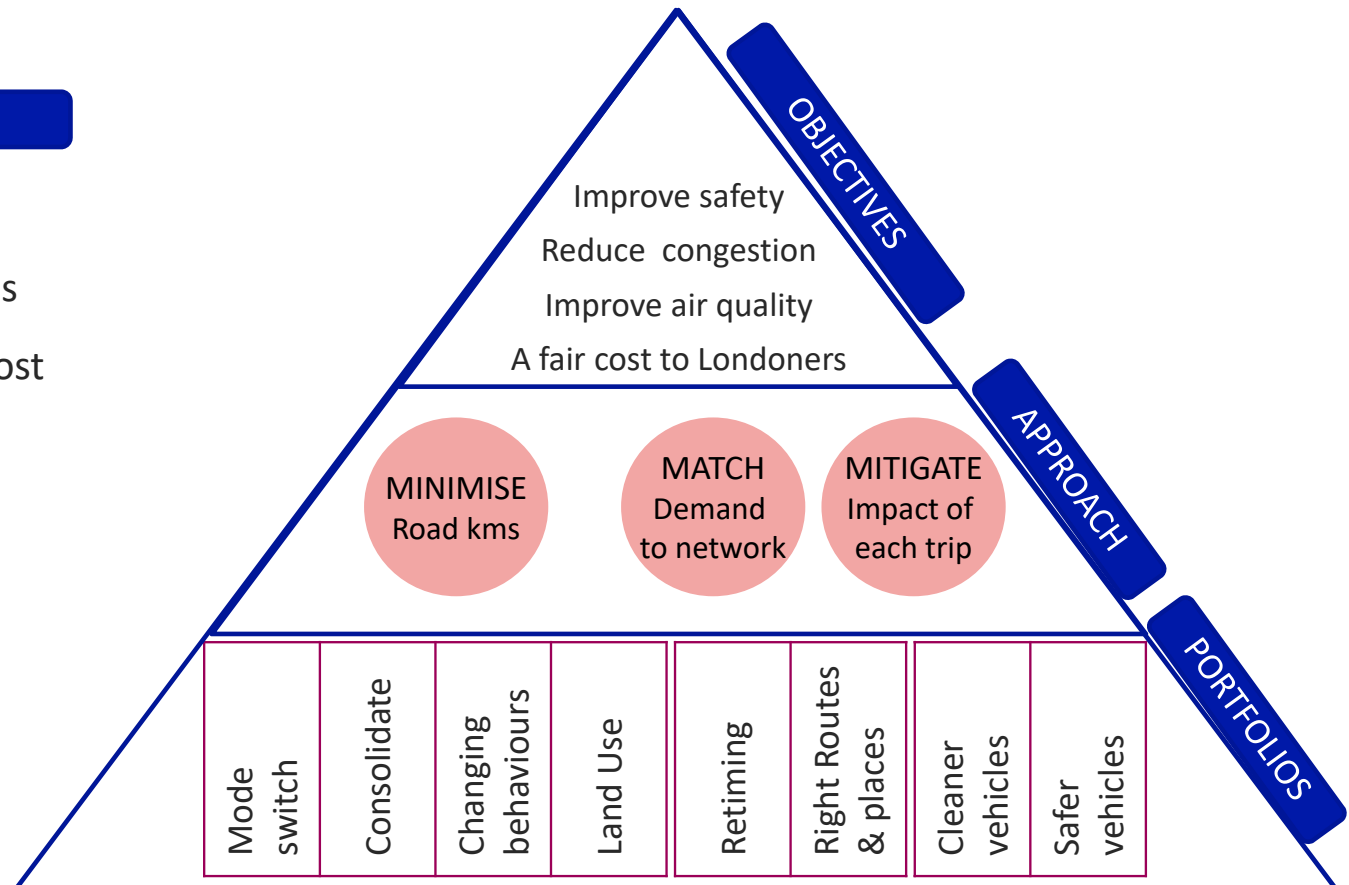 OBJECTIVES
Improve safety
Reduce  congestion
Improve air quality
A fair cost to Londoners
APPROACH
MINIMISE
Road kms
MATCH
Demand
to network
MITIGATE
Impact of
each trip
PORTFOLIOS
Mode
switch
Consolidate
Changing
behaviours
Land Use
Retiming
Right Routes
& places
Cleaner
vehicles
Safer
vehicles